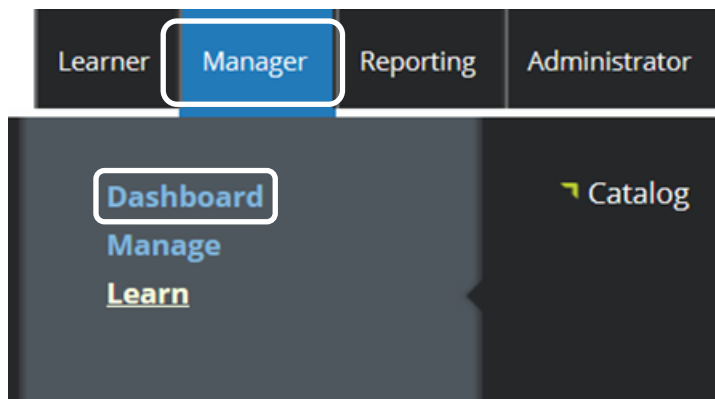 Learner Manager Reporting Administrator
Dashboard
Manage
Learn
Catalog